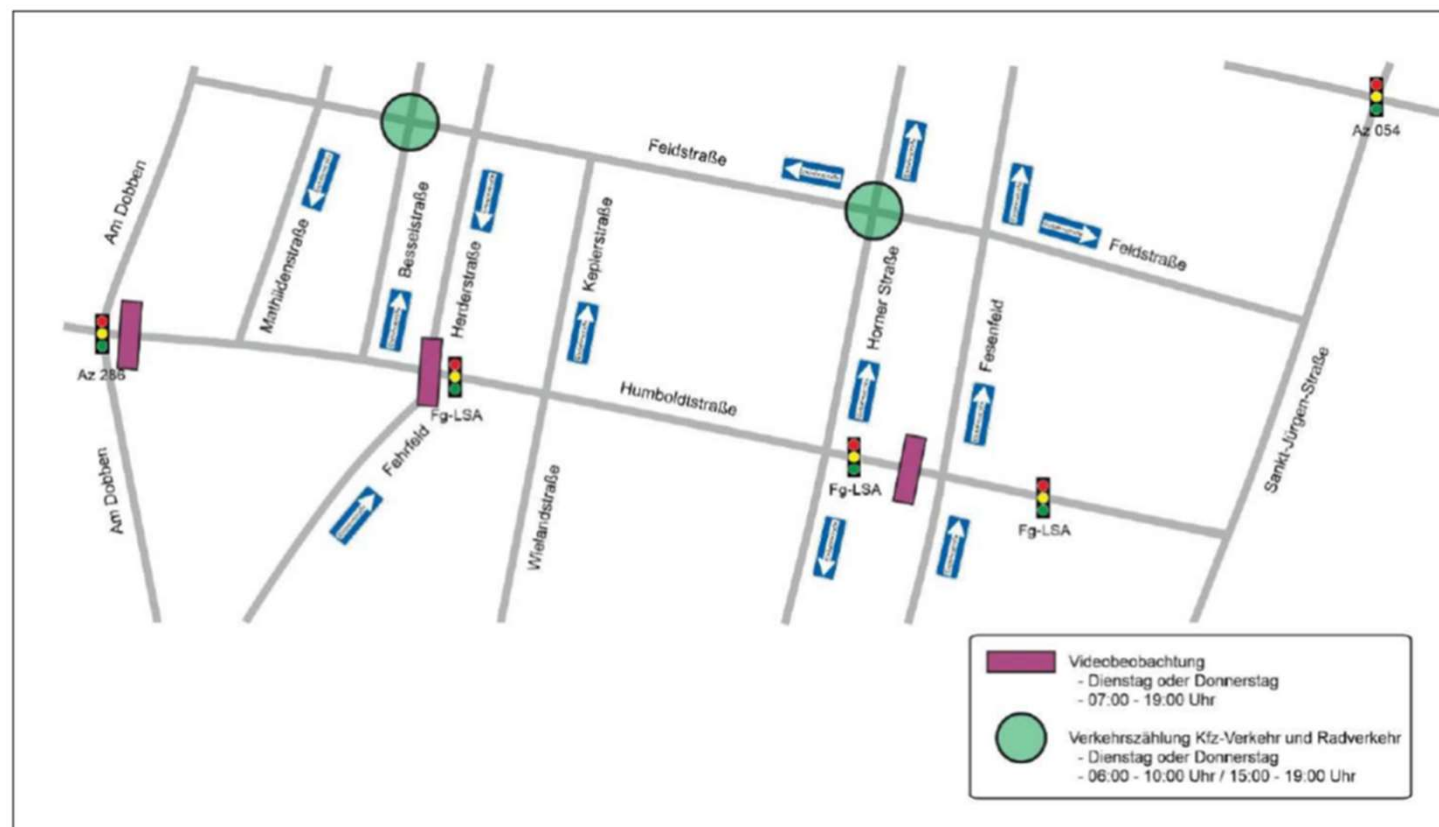 Az 054
Feldstraße
Am Dobben
Mathildenstraße
Besselstraße
Herderstraße
Keplerstraße
Horner Straße
Feldstraße
Fesenfeld
Az 286
Fg-LSA
Humboldtstraße
Sankt-Jürgen-Straße
Fehrfeld
Am Dobben
Wielandstraße
Fg-LSA
Fg-LSA
Videobeobachtung
- Dienstag oder Donnerstag
- 07:00 - 19:00 Uhr
Verkehrszählung Kfz-Verkehr und Radverkehr
- Dienstag oder Donnerstag
- 06:00 - 10:00 Uhr / 15:00 - 19:00 Uhr